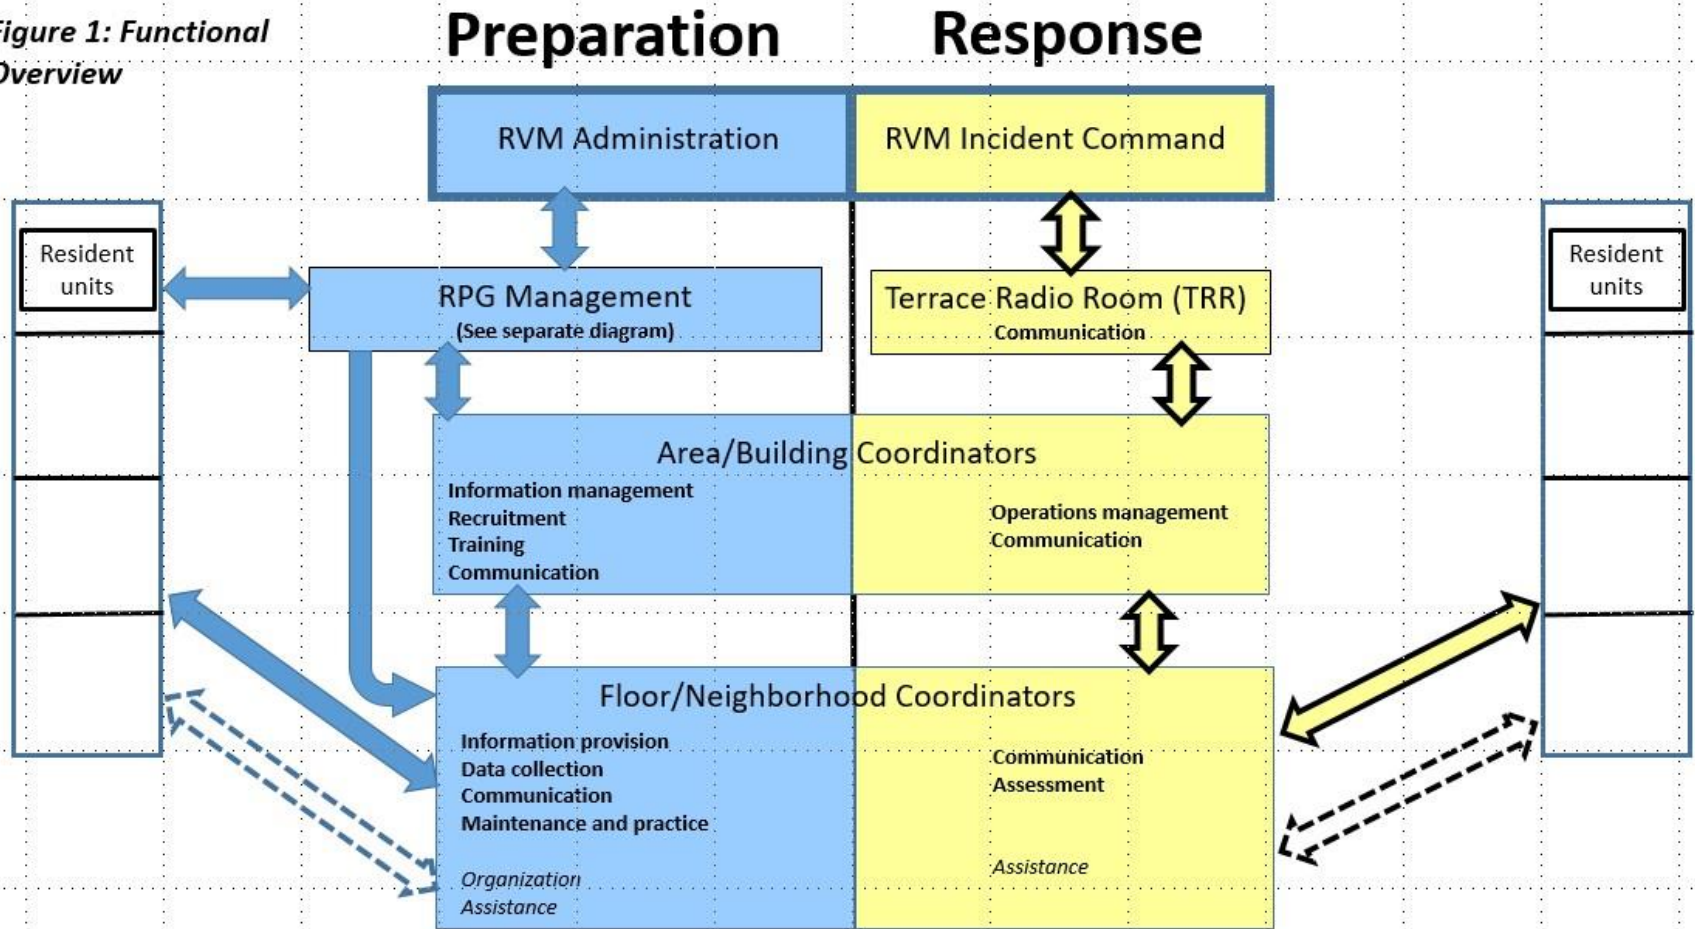 Figure 1: Functional
Overview
Preparation
Response
RVM Administration
RVM Incident Command
Resident
units
RPG Management
(See separate diagram)
Terrace Radio Room (TRR)
Communication
Resident
units
Area/Building Coordinators
Information management
Recruitment
Training
Communication
Operations management
Communication
Floor/Neighborhood Coordinators
Information provision
Data collection
Communication
Maintenance and practice
Organization
Assistance
Communication
Assessment
Assistance